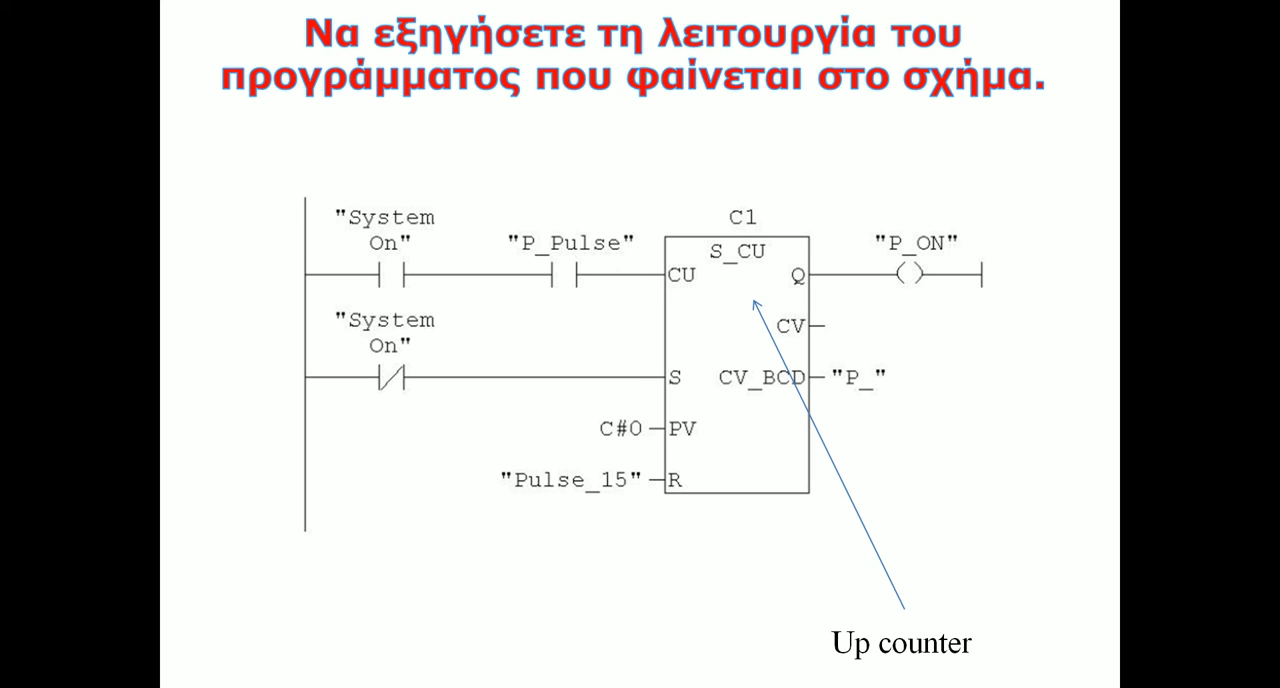 Να εξηγήσετε τη λειτουργία του
προγράμματος που φαίνεται στο σχήμα.
"System
On"
"P_Pulse"
C1
S_CU
"P_ON"
CU
Q
"System
On"
CV
S
CV_BCD
"P_"
C#0
PV
"Pulse_15"
R
Up counter